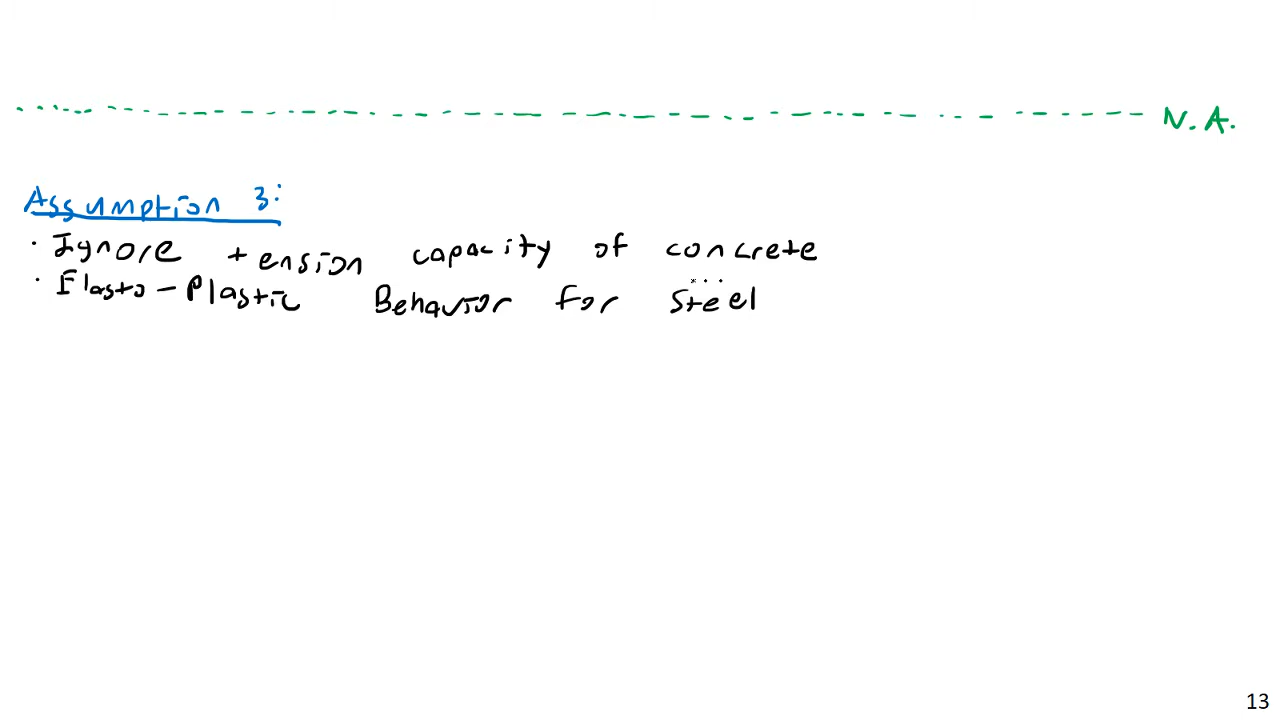 N.A.
Assumption 3:
· Ignore tension capacity of concrete
· Elasto-Plastic Behavior for Steel
13